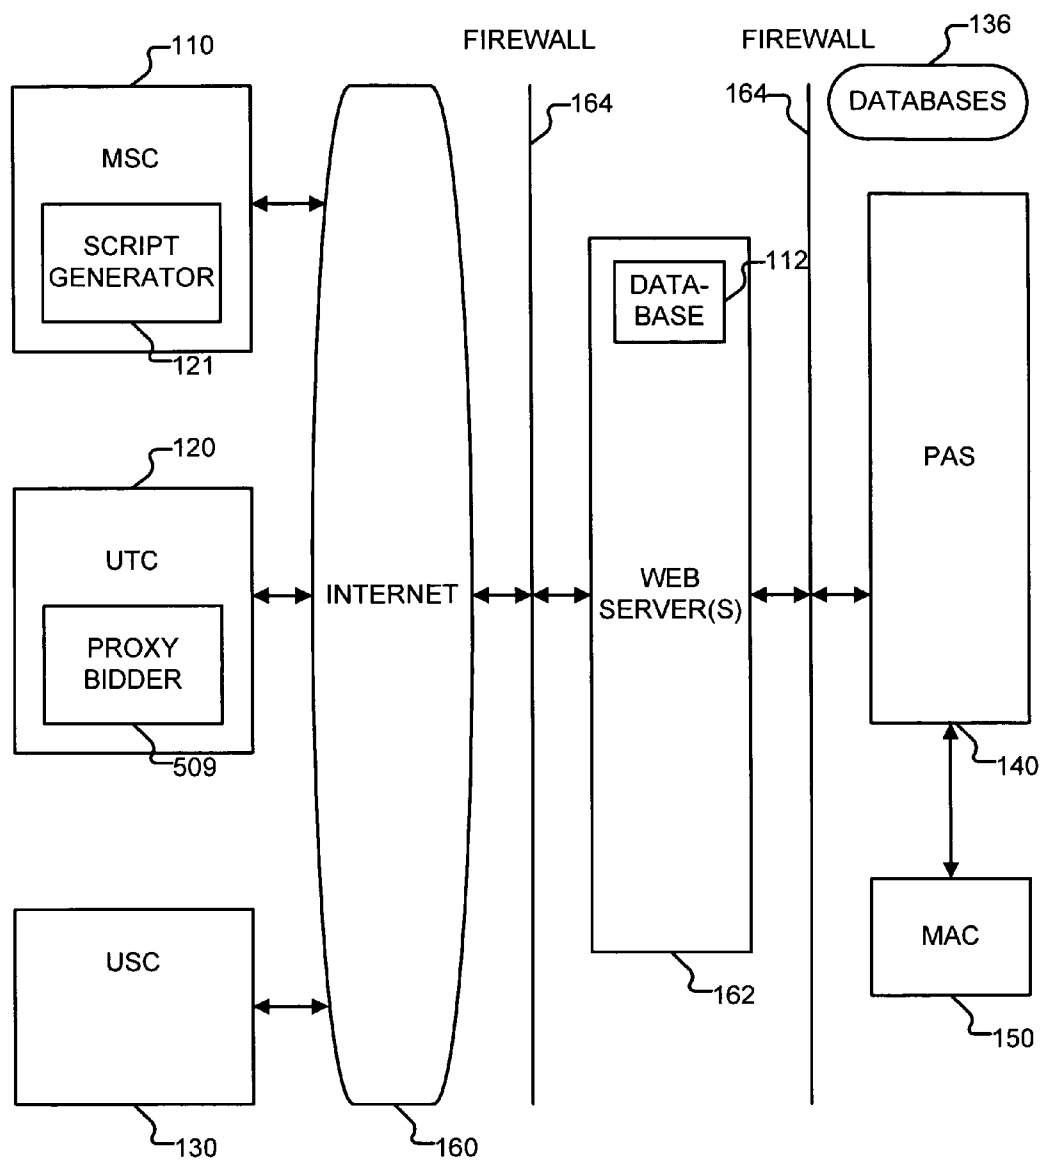 FIREWALL
FIREWALL
136
110
164
164
DATABASES
MSC
SCRIPT
GENERATOR
121
DATA-
BASE
112
120
UTC
PROXY
BIDDER
509
INTERNET
WEB
SERVER(S)
PAS
140
USC
130
160
162
MAC
150